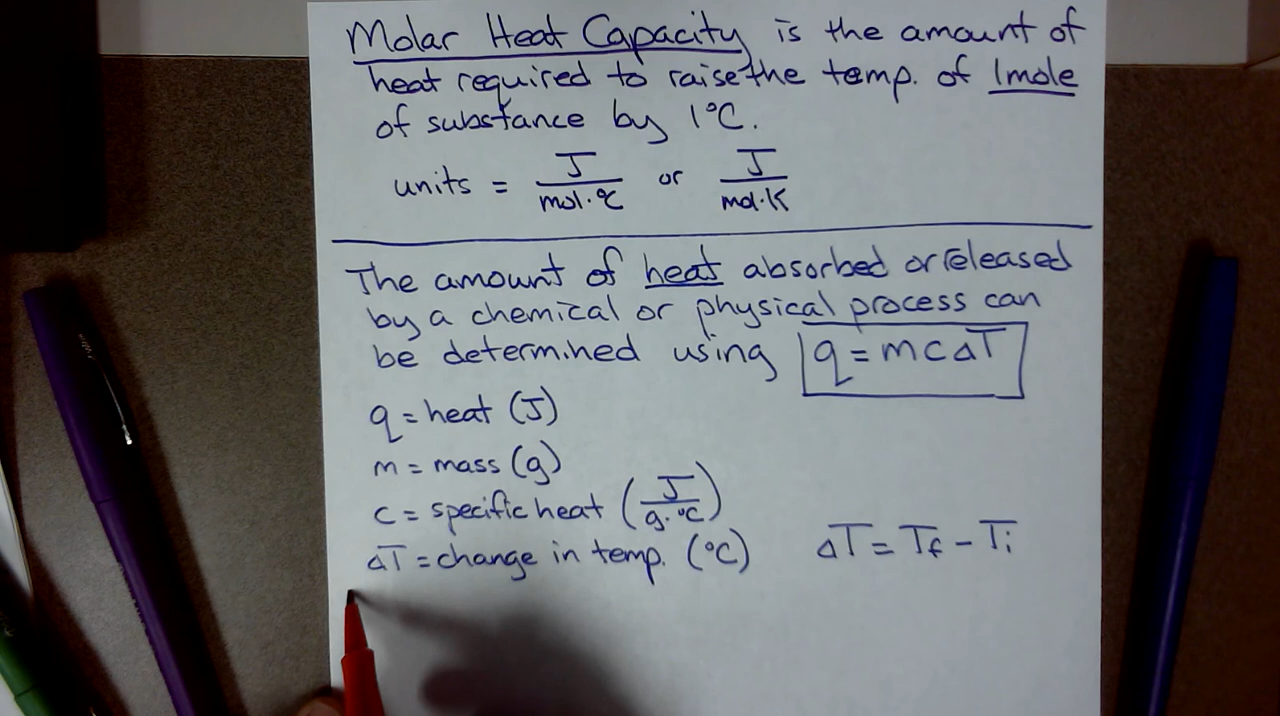 Molar Heat Capacity is the amount of
heat required to raise the temp. of 1mole
of substance by 1°C.
units = J/mol·°C or J/mol·K
The amount of heat absorbed or released
by a chemical or physical process can
be determined using q = mcΔT
q = heat (J)
m = mass (g)
c = specific heat (J/g·°C)
ΔT = change in temp. (°C) ΔT = Tf - Ti